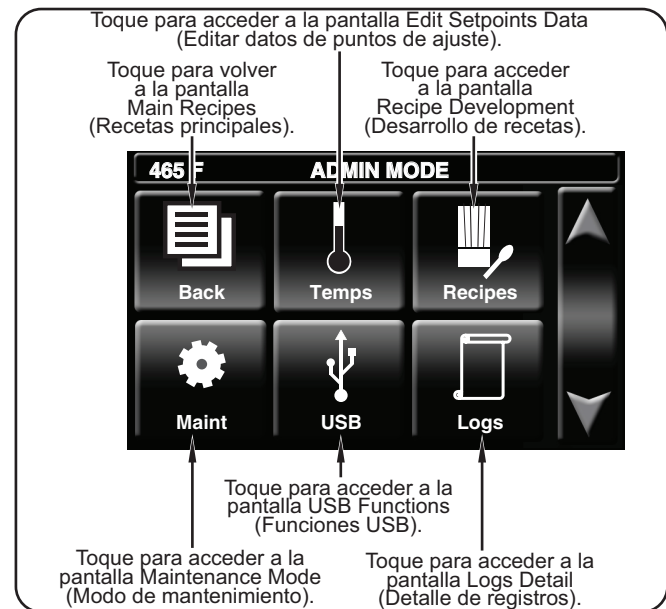 Toque para acceder a la pantalla Edit Setpoints Data
(Editar datos de puntos de ajuste).
Toque para volver
a la pantalla
Main Recipes
(Recetas principales).
Toque para acceder
a la pantalla
Recipe Development
(Desarrollo de recetas).
465 F ADMIN MODE
Back Temps Recipes
Maint USB Logs
Toque para acceder a la
pantalla USB Functions
(Funciones USB).
Toque para acceder a la
pantalla Maintenance Mode
(Modo de mantenimiento).
Toque para acceder a la
pantalla Logs Detail
(Detalle de registros).